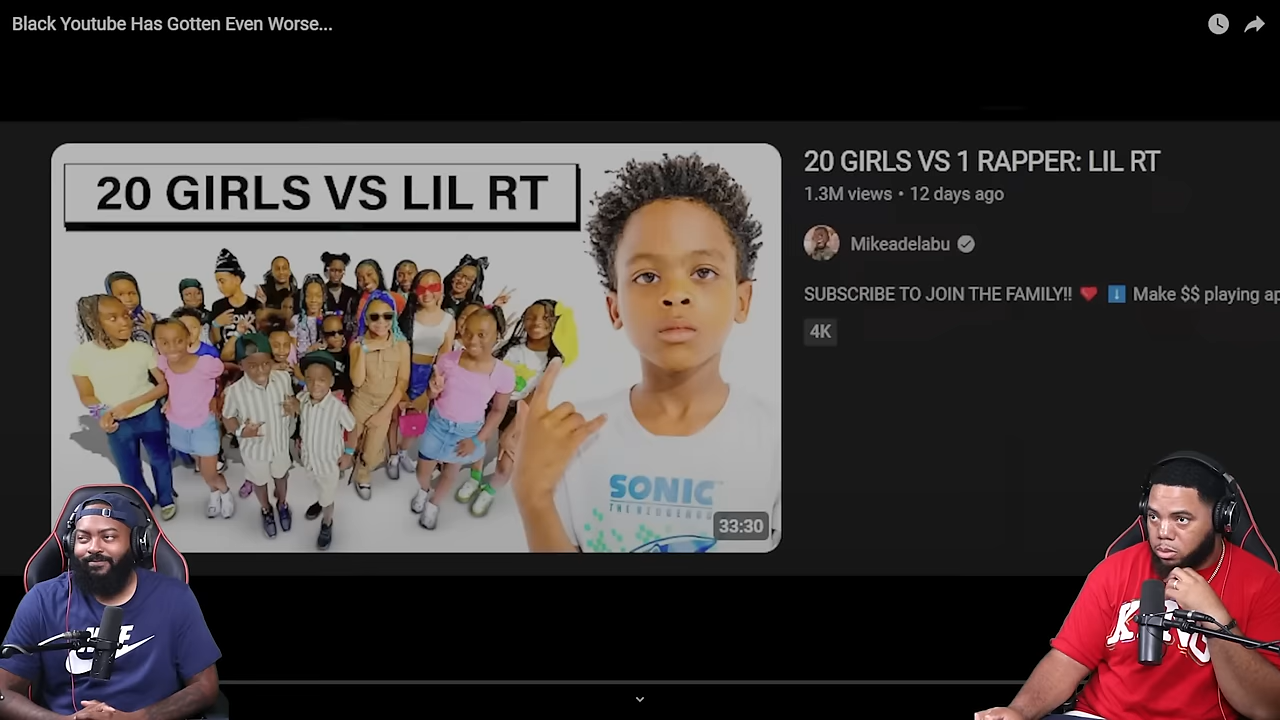 Black Youtube Has Gotten Even Worse...
20 GIRLS VS LIL RT
20 GIRLS VS 1 RAPPER: LIL RT
1.3M views • 12 days ago
Mikeadelabu
SUBSCRIBE TO JOIN THE FAMILY!! ❤️ ⬇️ Make $$ playing ap
4K
SONIC
THE HEDGEHOG
33:30